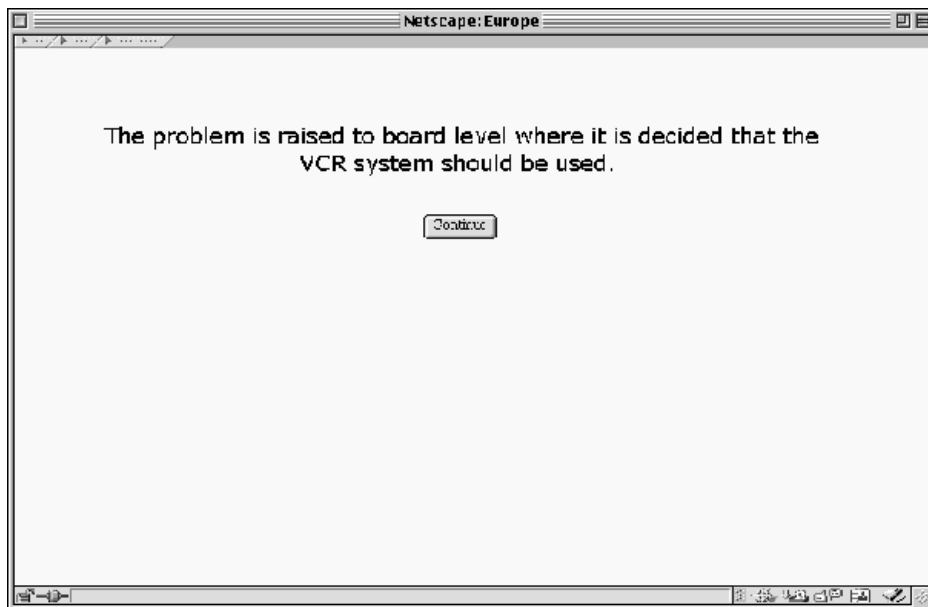 Netscape: Europe
The problem is raised to board level where it is decided that the
VCR system should be used.
Continue